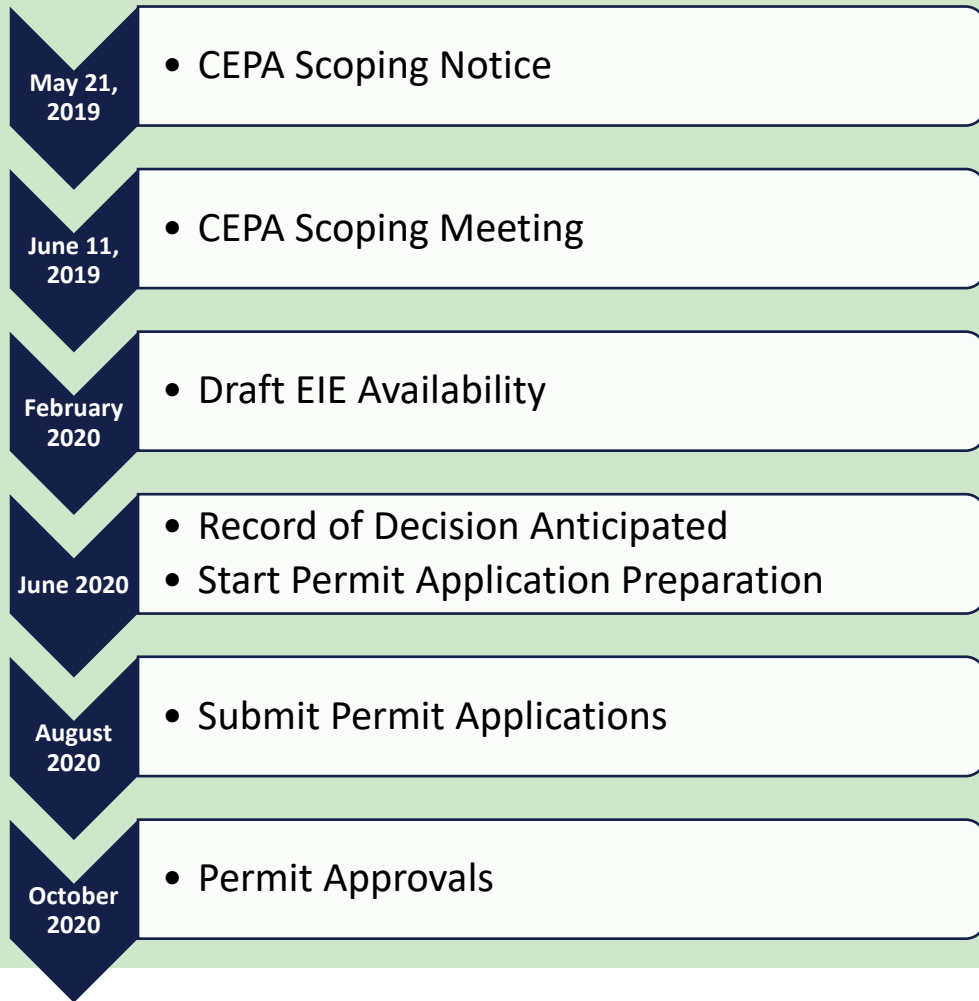 May 21,
2019
• CEPA Scoping Notice
June 11,
2019
• CEPA Scoping Meeting
February
2020
• Draft EIE Availability
June 2020
• Record of Decision Anticipated
• Start Permit Application Preparation
August
2020
• Submit Permit Applications
October
2020
• Permit Approvals